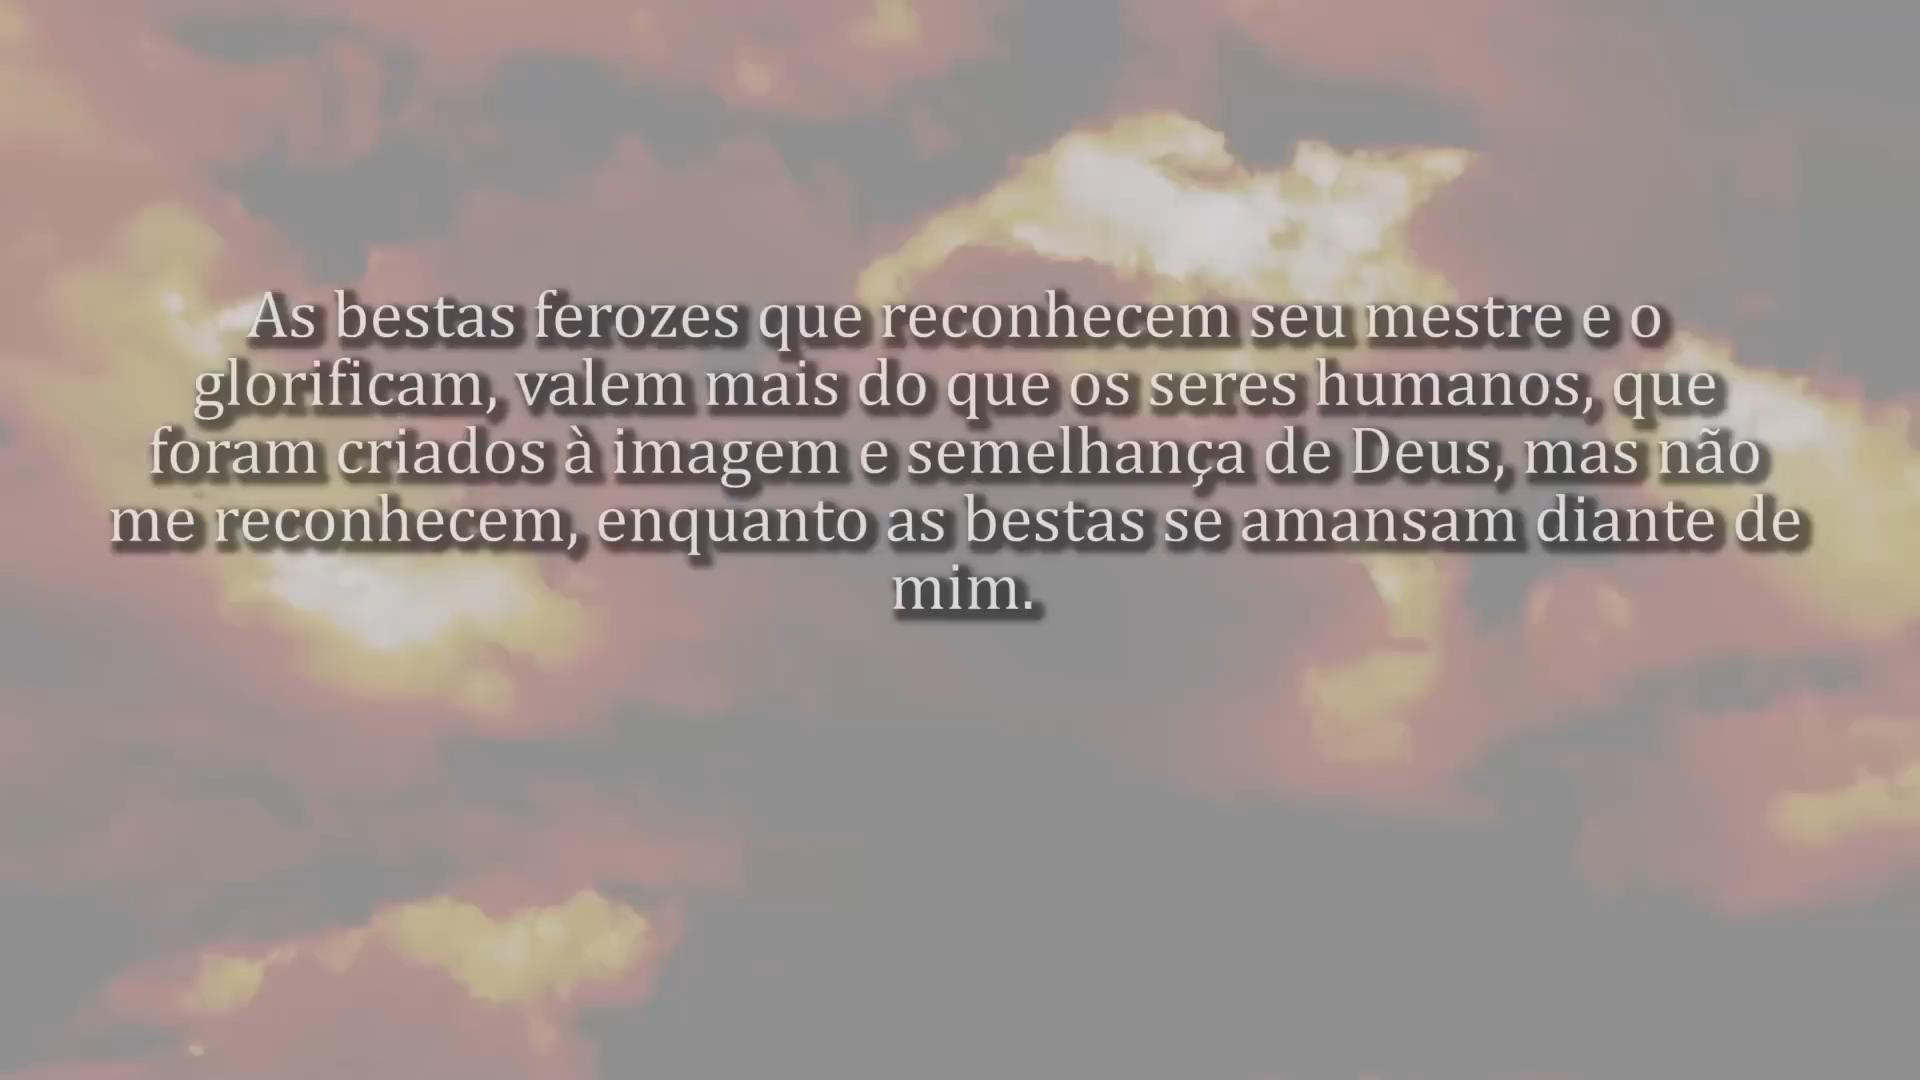 As bestas ferozes que reconhecem seu mestre e o
glorificam, valem mais do que os seres humanos, que
foram criados à imagem e semelhança de Deus, mas não
me reconhecem, enquanto as bestas se amansam diante de
mim.